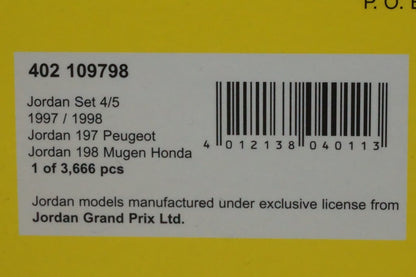 P. O.
402 109798
Jordan Set 4/5
1997 / 1998
Jordan 197 Peugeot
Jordan 198 Mugen Honda
1 of 3,666 pcs
4 012138 040113
Jordan models manufactured under exclusive license from
Jordan Grand Prix Ltd.